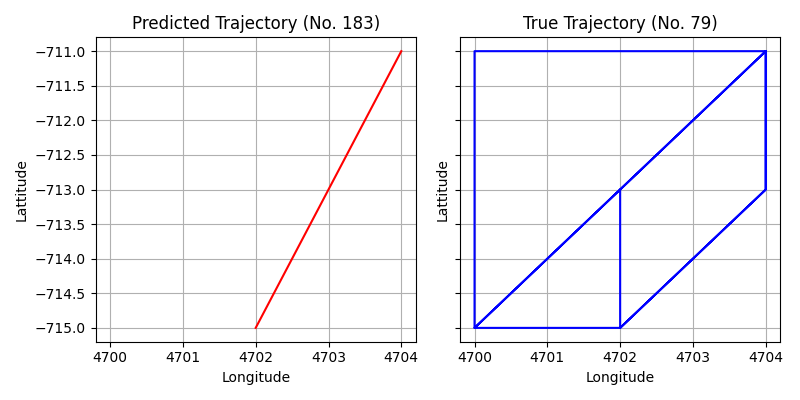 Predicted Trajectory (No. 183)
True Trajectory (No. 79)
−711.0
−711.5
−712.0
−712.5
−713.0
−713.5
−714.0
−714.5
−715.0
Lattitude
Lattitude
4700 4701 4702 4703 4704
4700 4701 4702 4703 4704
Longitude
Longitude